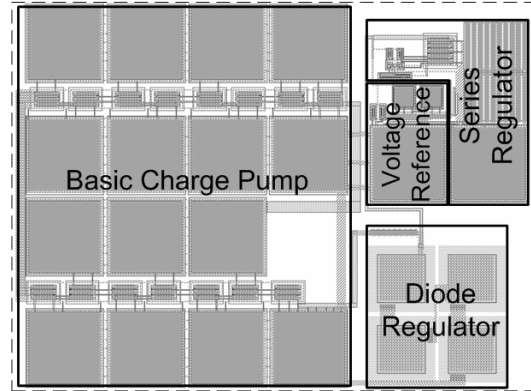 Basic Charge Pump
Voltage
Reference
Series
Regulator
Diode
Regulator